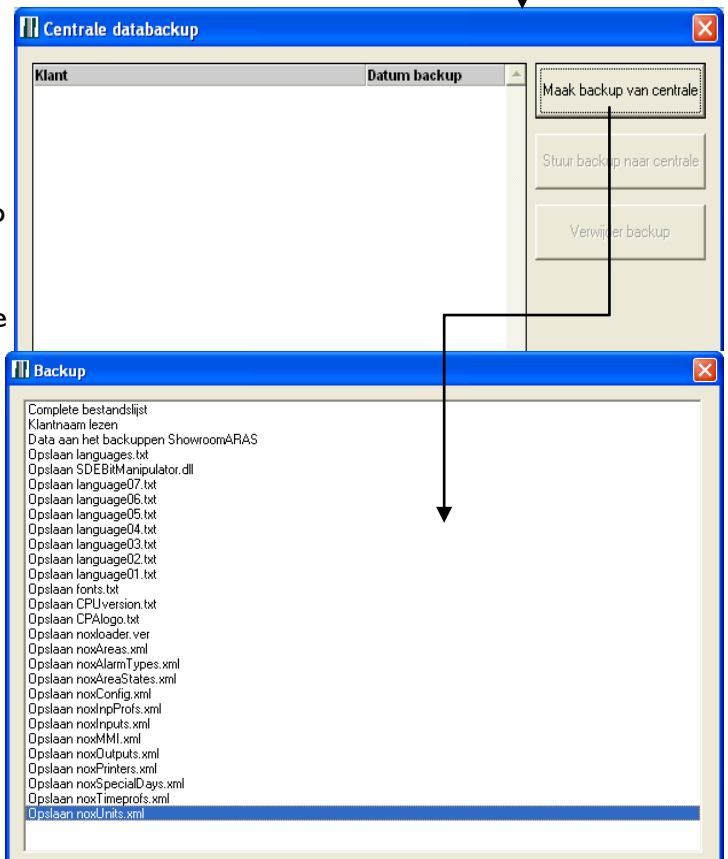 Centrale databackup
Klant Datum backup
Maak backup van centrale
Stuur backup naar centrale
Verwijder backup
e
Backup
Complete bestandslijst
Klantnaam lezen
Data aan het backuppen ShowroomARAS
Opslaan languages.txt
Opslaan SDEBitManipulator.dll
Opslaan language07.txt
Opslaan language06.txt
Opslaan language05.txt
Opslaan language04.txt
Opslaan language03.txt
Opslaan language02.txt
Opslaan language01.txt
Opslaan fonts.txt
Opslaan CPUversion.txt
Opslaan CPAlogo.txt
Opslaan noxloader.ver
Opslaan noxAreas.xml
Opslaan noxAlarmTypes.xml
Opslaan noxAreaStates.xml
Opslaan noxConfig.xml
Opslaan noxInpProfs.xml
Opslaan noxInputs.xml
Opslaan noxMMI.xml
Opslaan noxOutputs.xml
Opslaan noxPrinters.xml
Opslaan noxSpecialDays.xml
Opslaan noxTimeprofs.xml
Opslaan noxUnits.xml